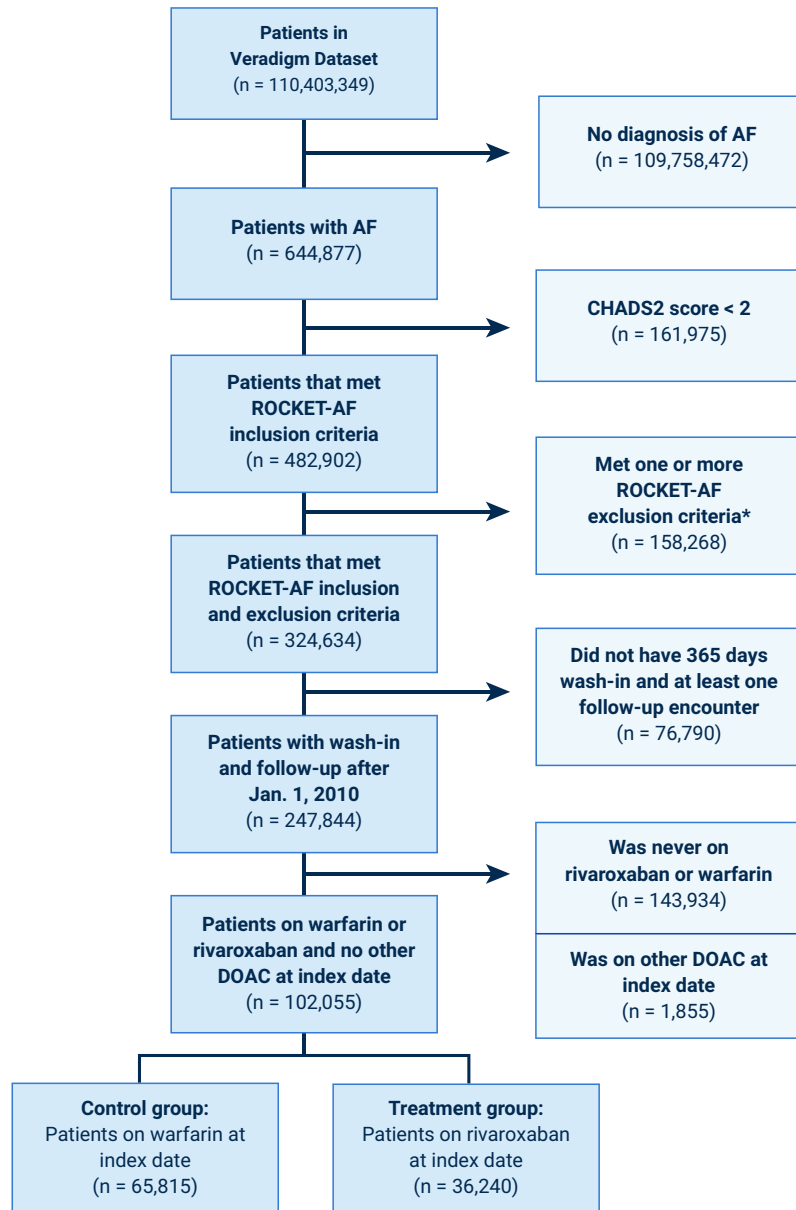 Patients in
Veradigm Dataset
(n = 110,403,349)
No diagnosis of AF
(n = 109,758,472)
Patients with AF
(n = 644,877)
CHADS2 score < 2
(n = 161,975)
Patients that met
ROCKET-AF
inclusion criteria
(n = 482,902)
Met one or more
ROCKET-AF
exclusion criteria*
(n = 158,268)
Patients that met
ROCKET-AF inclusion
and exclusion criteria
(n = 324,634)
Did not have 365 days
wash-in and at least one
follow-up encounter
(n = 76,790)
Patients with wash-in
and follow-up after
Jan. 1, 2010
(n = 247,844)
Was never on
rivaroxaban or warfarin
(n = 143,934)
Was on other DOAC at
index date
(n = 1,855)
Patients on warfarin or
rivaroxaban and no other
DOAC at index date
(n = 102,055)
Control group:
Patients on warfarin at
index date
(n = 65,815)
Treatment group:
Patients on rivaroxaban
at index date
(n = 36,240)